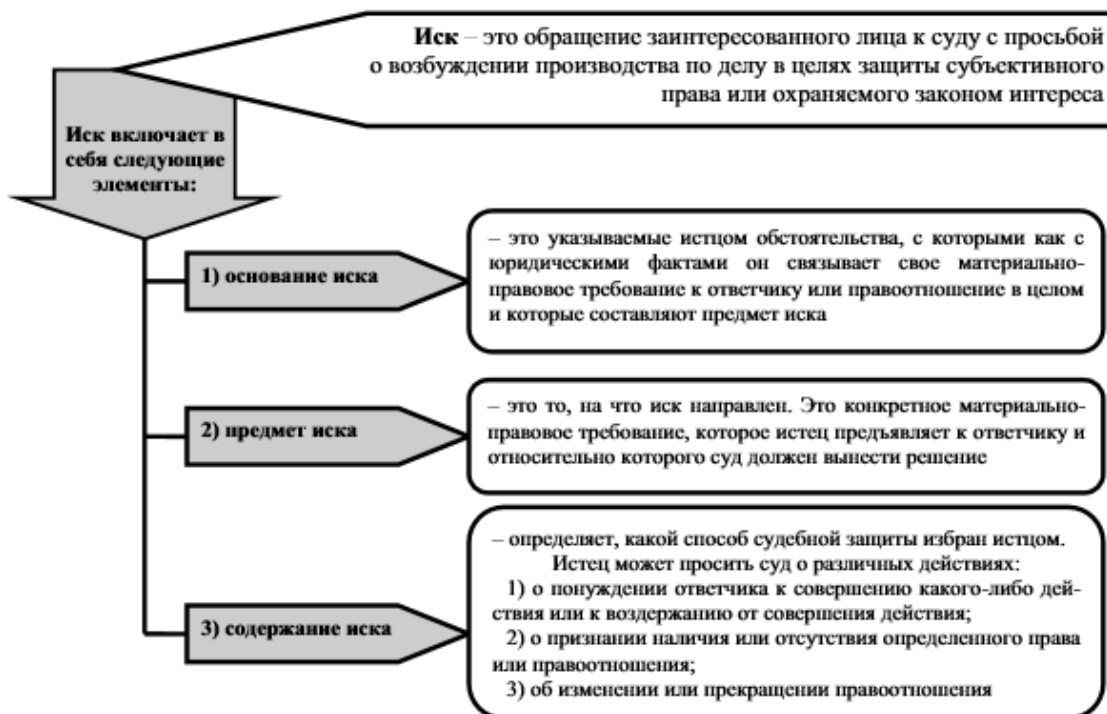 Иск – это обращение заинтересованного лица к суду с просьбой
о возбуждении производства по делу в целях защиты субъективного
права или охраняемого законом интереса
Иск включает в
себя следующие
элементы:
1) основание иска
– это указываемые истцом обстоятельства, с которыми как с
юридическими фактами он связывает свое материально-
правовое требование к ответчику или правоотношение в целом
и которые составляют предмет иска
2) предмет иска
– это то, на что иск направлен. Это конкретное материально-
правовое требование, которое истец предъявляет к ответчику и
относительно которого суд должен вынести решение
3) содержание иска
– определяет, какой способ судебной защиты избран истцом.
Истец может просить суд о различных действиях:
1) о понуждении ответчика к совершению какого-либо дей-
ствия или к воздержанию от совершения действия;
2) о признании наличия или отсутствия определенного права
или правоотношения;
3) об изменении или прекращении правоотношения